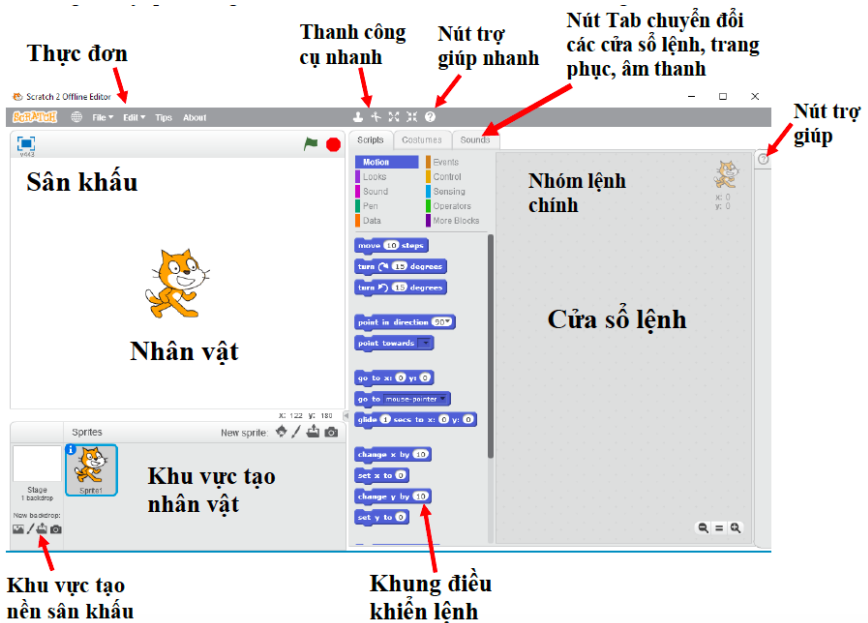 Thực đơn
Thanh công
cụ nhanh
Nút trợ
giúp nhanh
Nút Tab chuyển đổi
các cửa sổ lệnh, trang
phục, âm thanh
Nút trợ
giúp
Scratch 2 Offline Editor
SCRATCH File Edit Tips About
v443
Sân khấu
Nhân vật
X: 122 y: 180
Scripts Costumes Sounds
Motion Events
Looks Control
Sound Sensing
Pen Operators
Data More Blocks
move 10 steps
turn 15 degrees
turn 15 degrees
point in direction 90
point towards
go to x: 0 y: 0
go to mouse-pointer
glide 1 secs to x: 0 y: 0
change x by 10
set x to 0
change y by 10
set y to 0
Nhóm lệnh
chính
x: 0
y: 0
Cửa sổ lệnh
Sprites New sprite:
Stage
1 backdrop
New backdrop:
Sprite1
Khu vực tạo
nhân vật
Khu vực tạo
nền sân khấu
Khung điều
khiển lệnh